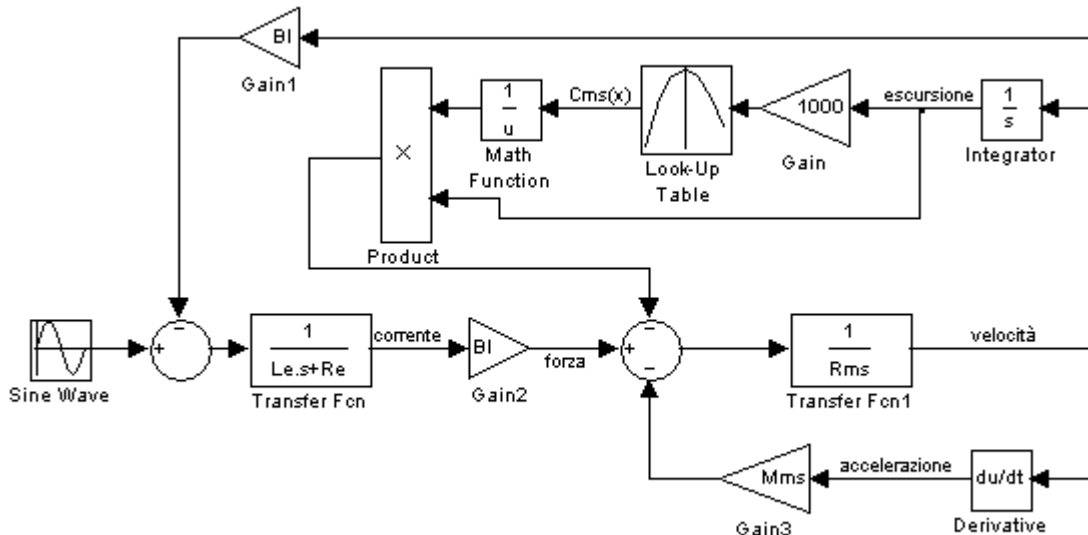 Bl
Gain1
×
Product
1
u
Math
Function
Cms(x)
Look-Up
Table
1000
Gain
escursione
1
s
Integrator
Sine Wave
+
−
1
Le.s+Re
Transfer Fcn
corrente
Bl
Gain2
forza
+
−
−
1
Rms
Transfer Fcn1
velocità
Mms
Gain3
accelerazione
du/dt
Derivative